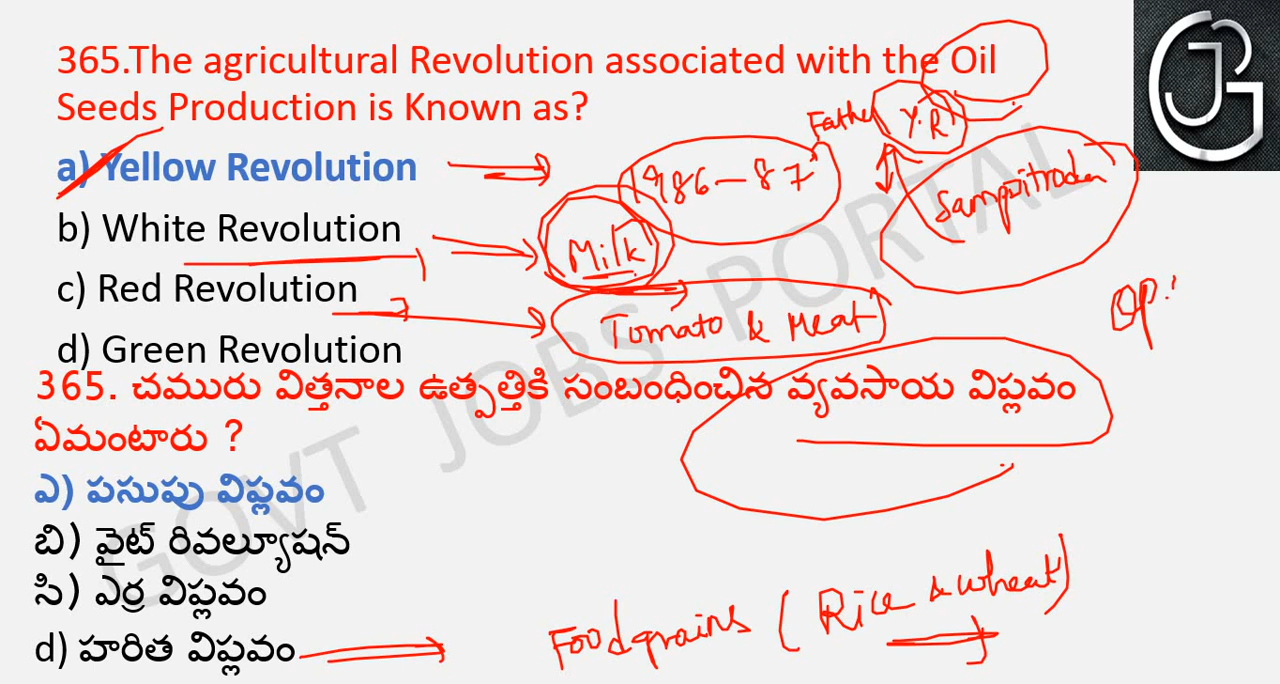 365.The agricultural Revolution associated with the Oil
Seeds Production is Known as?
Father Y.R
a) Yellow Revolution
1986-87
Sampitroda
b) White Revolution
Milk
c) Red Revolution
Tomato & Meat
Op:
d) Green Revolution
365. చమురు విత్తనాల ఉత్పత్తికి సంబంధించిన వ్యవసాయ విప్లవం
ఏమంటారు ?
ఎ) పసుపు విప్లవం
బి) వైట్ రివల్యూషన్
సి) ఎర్ర విప్లవం
d) హరిత విప్లవం
Foodgrains (Rice & wheat)
GOVT JOBS PORTAL
GJ